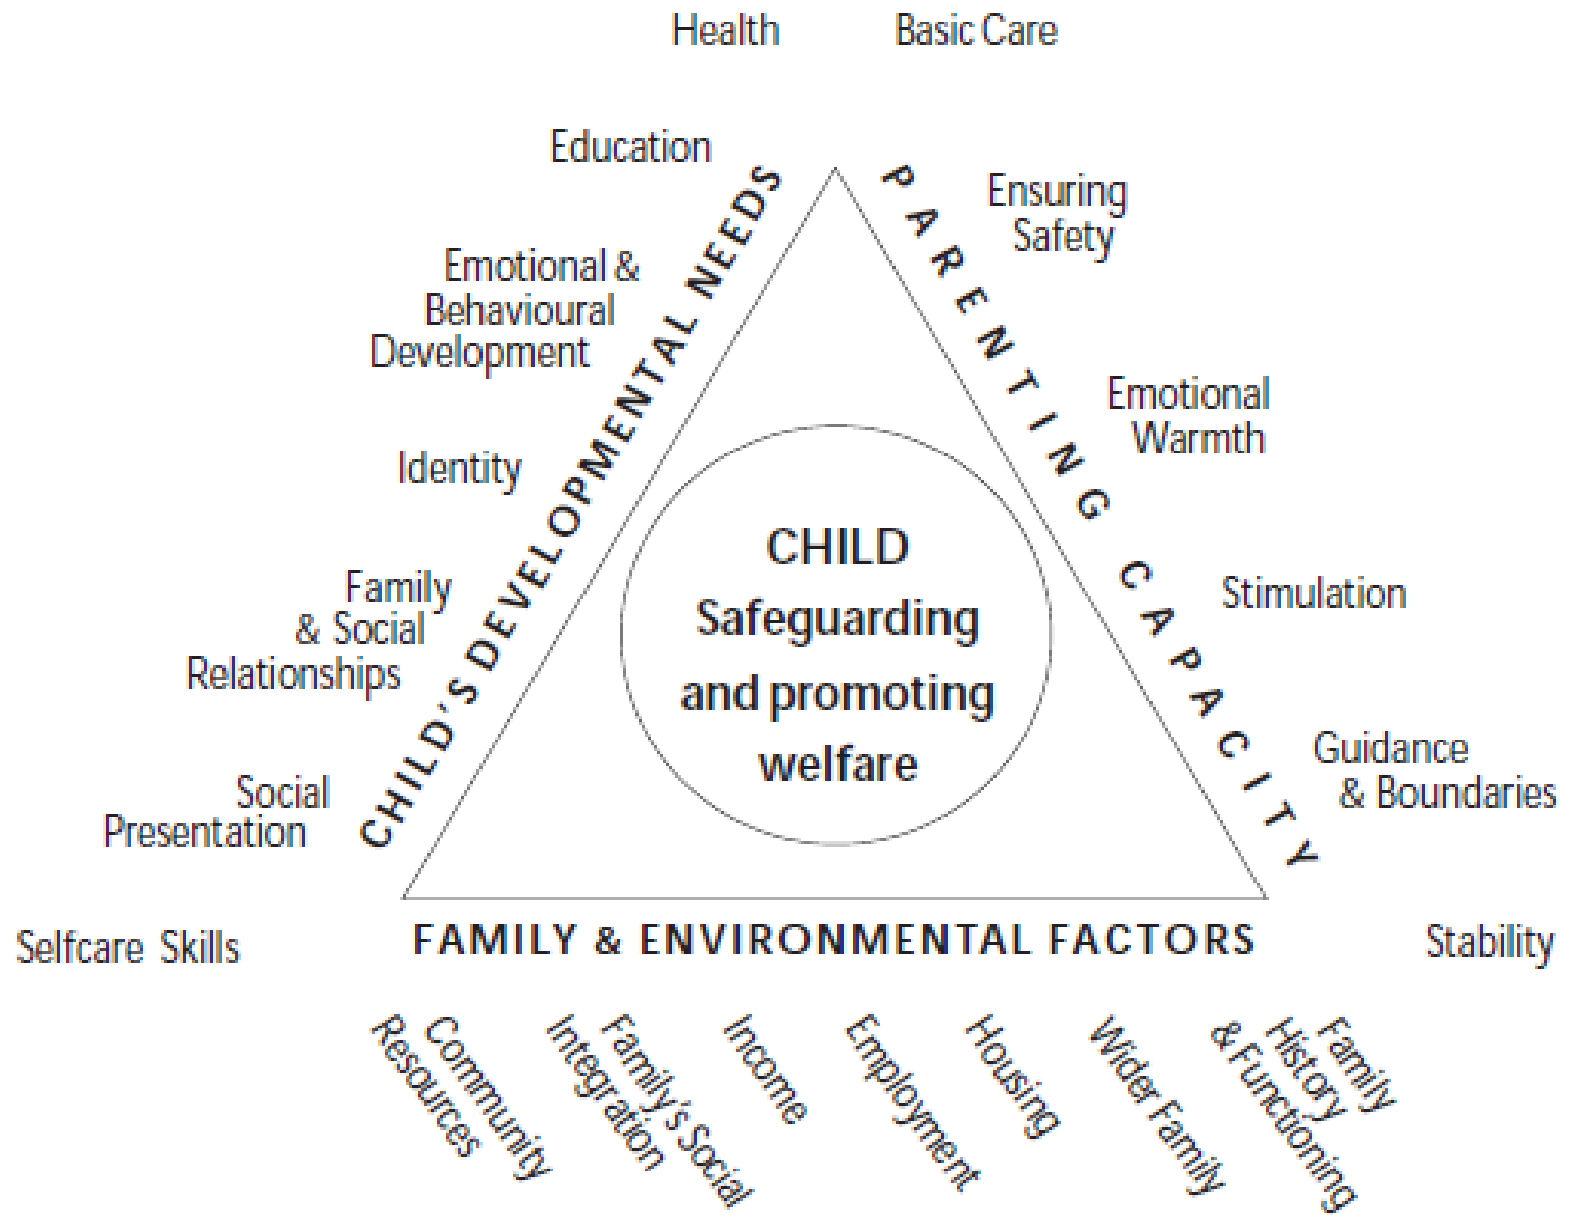 Health
Basic Care
Education
Emotional &
Behavioural
Development
Identity
Family
& Social
Relationships
Social
Presentation
Selfcare Skills
CHILD'S DEVELOPMENTAL NEEDS
PARENTING CAPACITY
Ensuring
Safety
Emotional
Warmth
Stimulation
Guidance
& Boundaries
Stability
CHILD
Safeguarding
and promoting
welfare
FAMILY & ENVIRONMENTAL FACTORS
Community
Resources
Family's Social
Integration
Income
Employment
Housing
Wider Family
Family
History
& Functioning